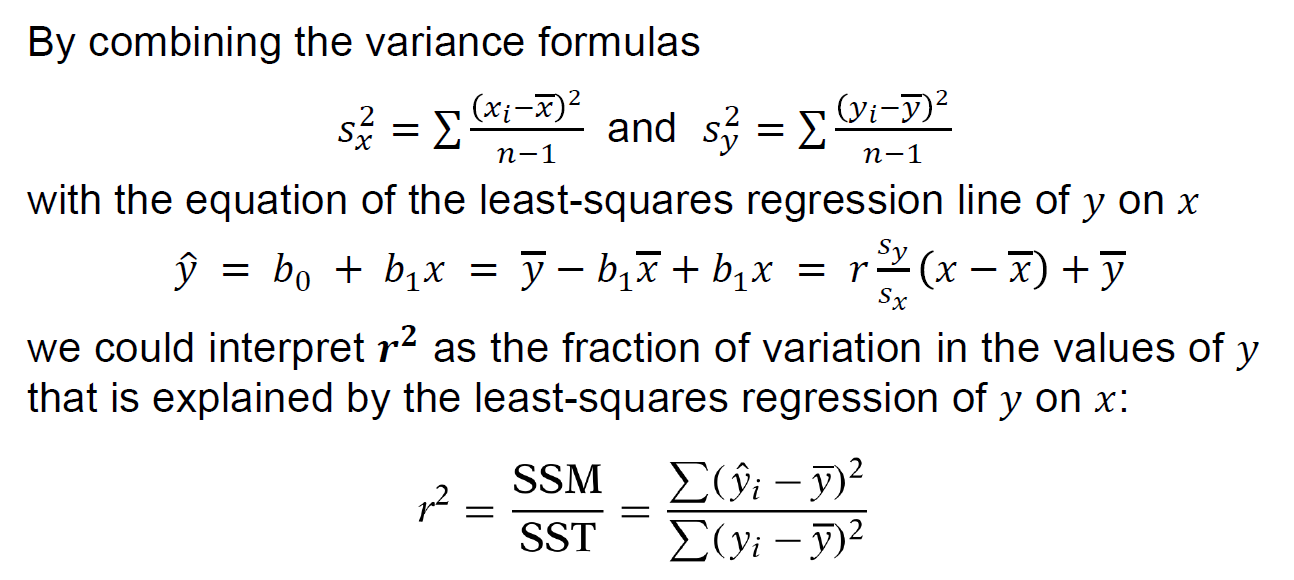 By combining the variance formulas
s_x^2 = ∑ (x_i−x̅)^2 / n−1 and s_y^2 = ∑ (y_i−y̅)^2 / n−1
with the equation of the least-squares regression line of y on x
ŷ = b_0 + b_1x = y̅ − b_1x̅ + b_1x = r s_y/s_x (x − x̅) + y̅
we could interpret r^2 as the fraction of variation in the values of y
that is explained by the least-squares regression of y on x:
r^2 = SSM / SST = ∑(ŷ_i − y̅)^2 / ∑(y_i − y̅)^2